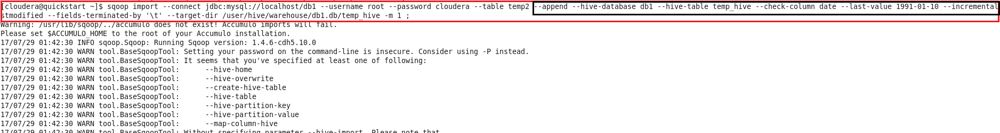 [cloudera@quickstart ~]$ sqoop import --connect jdbc:mysql://localhost/db1 --username root --password cloudera --table temp2 --append --hive-database db1 --hive-table temp_hive --check-column date --last-value 1991-01-10 --incremental
stmodified --fields-terminated-by '\t' --target-dir /user/hive/warehouse/db1.db/temp_hive -m 1 ;
Warning: /usr/lib/sqoop/../accumulo does not exist! Accumulo imports will fail.
Please set $ACCUMULO_HOME to the root of your Accumulo installation.
17/07/29 01:42:30 INFO sqoop.Sqoop: Running Sqoop version: 1.4.6-cdh5.10.0
17/07/29 01:42:30 WARN tool.BaseSqoopTool: Setting your password on the command-line is insecure. Consider using -P instead.
17/07/29 01:42:30 WARN tool.BaseSqoopTool: It seems that you've specified at least one of following:
17/07/29 01:42:30 WARN tool.BaseSqoopTool: --hive-home
17/07/29 01:42:30 WARN tool.BaseSqoopTool: --hive-overwrite
17/07/29 01:42:30 WARN tool.BaseSqoopTool: --create-hive-table
17/07/29 01:42:30 WARN tool.BaseSqoopTool: --hive-table
17/07/29 01:42:30 WARN tool.BaseSqoopTool: --hive-partition-key
17/07/29 01:42:30 WARN tool.BaseSqoopTool: --hive-partition-value
17/07/29 01:42:30 WARN tool.BaseSqoopTool: --map-column-hive
17/07/29 01:42:30 WARN tool.BaseSqoopTool: Without specifying parameter --hive-import. Please note that